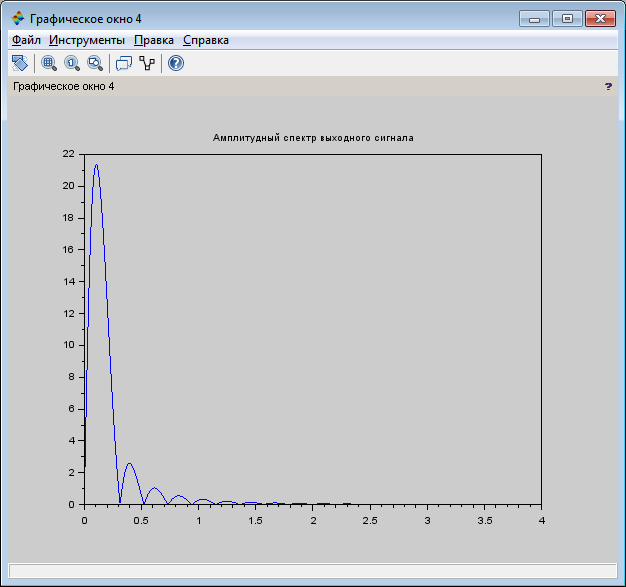 Графическое окно 4
Файл Инструменты Правка Справка
Графическое окно 4 ?
Амплитудный спектр выходного сигнала
22
20
18
16
14
12
10
8
6
4
2
0
0 0.5 1 1.5 2 2.5 3 3.5 4